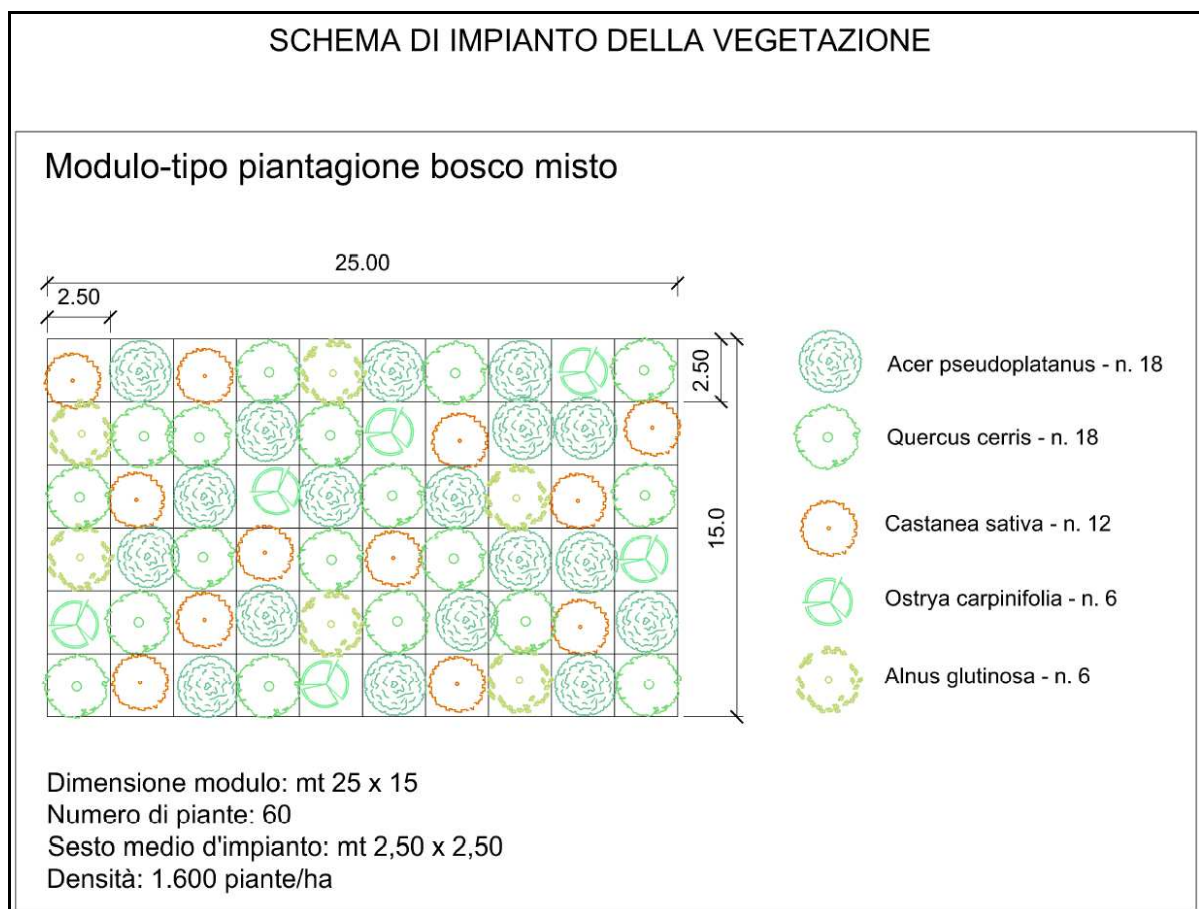 SCHEMA DI IMPIANTO DELLA VEGETAZIONE
Modulo-tipo piantagione bosco misto
25.00
2.50
2.50
15.0
Acer pseudoplatanus - n. 18
Quercus cerris - n. 18
Castanea sativa - n. 12
Ostrya carpinifolia - n. 6
Alnus glutinosa - n. 6
Dimensione modulo: mt 25 x 15
Numero di piante: 60
Sesto medio d'impianto: mt 2,50 x 2,50
Densità: 1.600 piante/ha